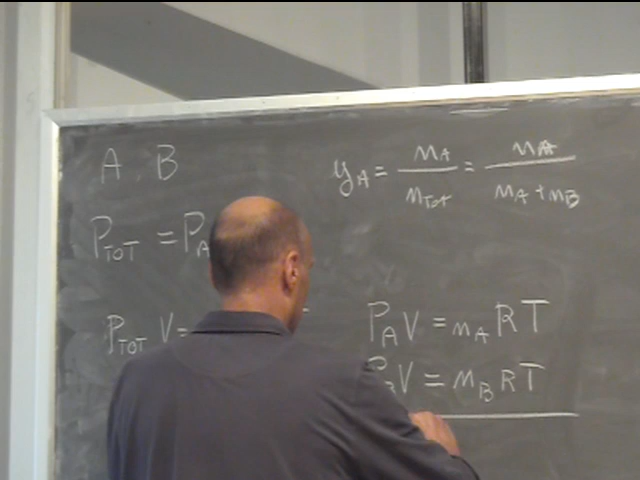 A, B
y_A = m_A / m_Tot = m_A / m_A + m_B
P_TOT = P_A
P_TOT V =
P_A V = m_A R T
P_B V = m_B R T